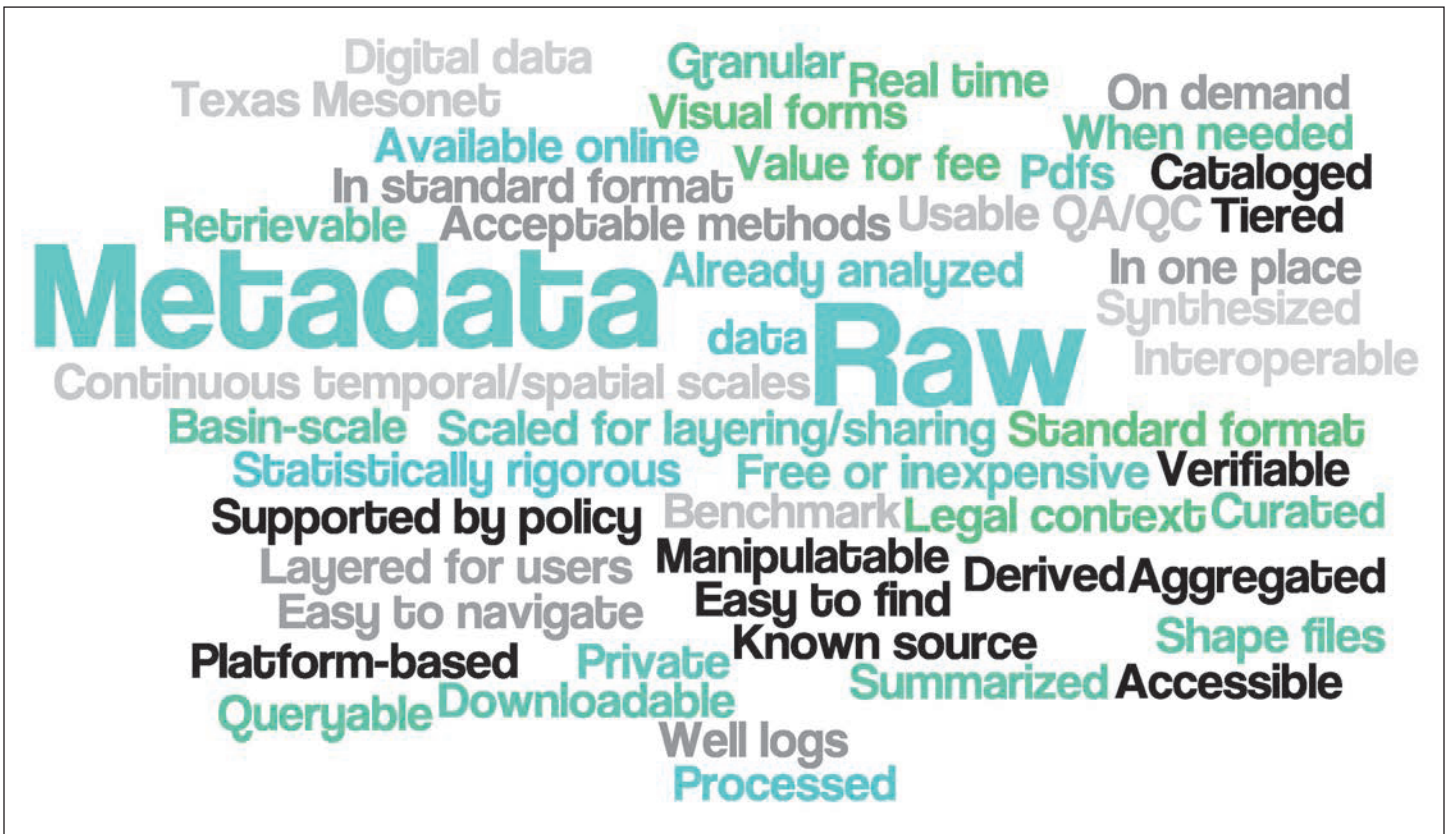 Digital data
Granular
Real time
Texas Mesonet
Visual forms
On demand
When needed
Available online
Value for fee
Pdfs
Cataloged
In standard format
Retrievable
Acceptable methods
Usable QA/QC
Tiered
Metadata
Already analyzed
In one place
data
Raw
Synthesized
Interoperable
Continuous temporal/spatial scales
Basin-scale
Scaled for layering/sharing
Standard format
Statistically rigorous
Free or inexpensive
Verifiable
Supported by policy
Benchmark
Legal context
Curated
Layered for users
Manipulatable
Derived
Aggregated
Easy to navigate
Easy to find
Known source
Shape files
Platform-based
Private
Summarized
Accessible
Queryable
Downloadable
Well logs
Processed